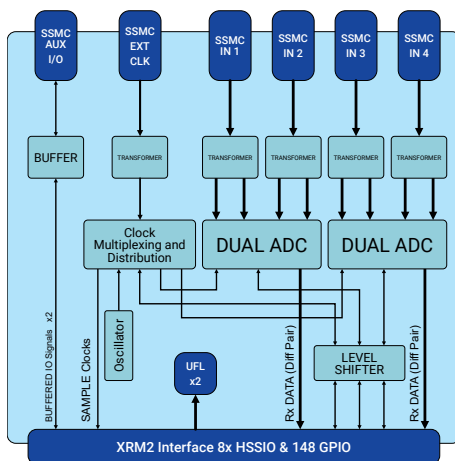 SSMC
AUX
I/O
SSMC
EXT
CLK
SSMC
IN 1
SSMC
IN 2
SSMC
IN 3
SSMC
IN 4
BUFFER
TRANSFORMER
TRANSFORMER
TRANSFORMER
TRANSFORMER
TRANSFORMER
Clock
Multiplexing and
Distribution
DUAL ADC
DUAL ADC
BUFFERED IO Signals x2
SAMPLE Clocks
Oscillator
UFL
x2
Rx DATA (Diff Pair)
LEVEL
SHIFTER
Rx DATA (Diff Pair)
XRM2 Interface 8x HSSIO & 148 GPIO